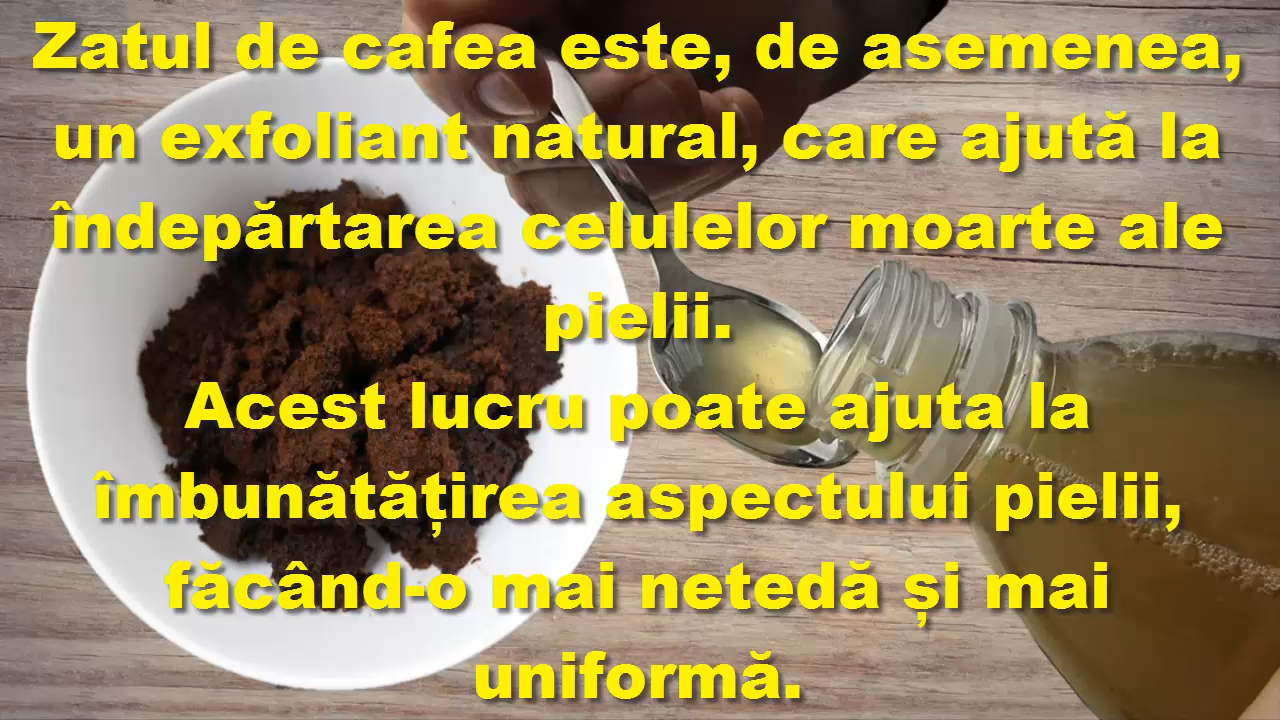 Zatul de cafea este, de asemenea,
un exfoliant natural, care ajută la
îndepărtarea celulelor moarte ale
pielii.
Acest lucru poate ajuta la
îmbunătățirea aspectului pielii,
făcând-o mai netedă și mai
uniformă.